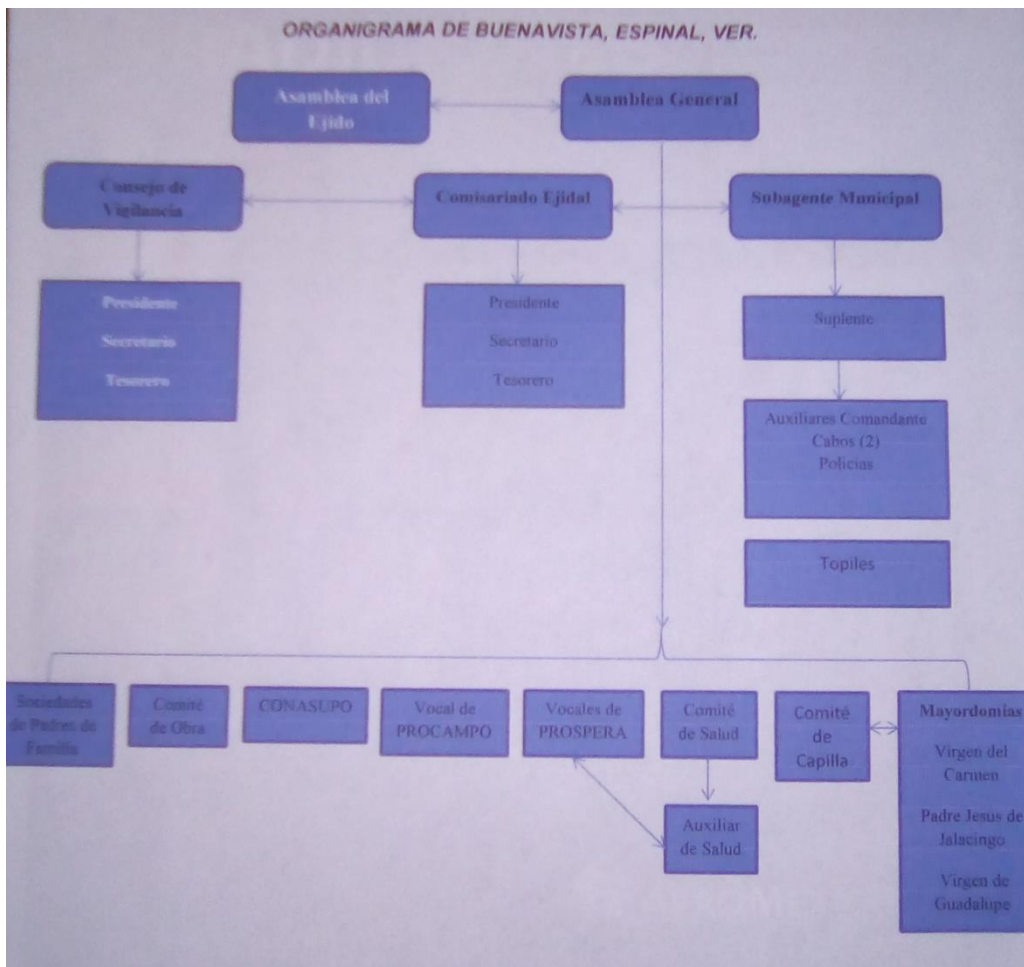 ORGANIGRAMA DE BUENAVISTA, ESPINAL, VER.
Asamblea del
Ejido
Asamblea General
Consejo de
Vigilancia
Comisariado Ejidal
Subagente Municipal
Presidente
Secretario
Tesorero
Presidente
Secretario
Tesorero
Suplente
Auxiliares Comandante
Cabos (2)
Policias
Topiles
Sociedades
de Padres de
Familia
Comité
de Obra
CONASUPO
Vocal de
PROCAMPO
Vocales de
PROSPERA
Comité
de Salud
Auxiliar
de Salud
Comité
de
Capilla
Mayordomías
Virgen del
Carmen
Padre Jesus de
Jalacingo
Virgen de
Guadalupe